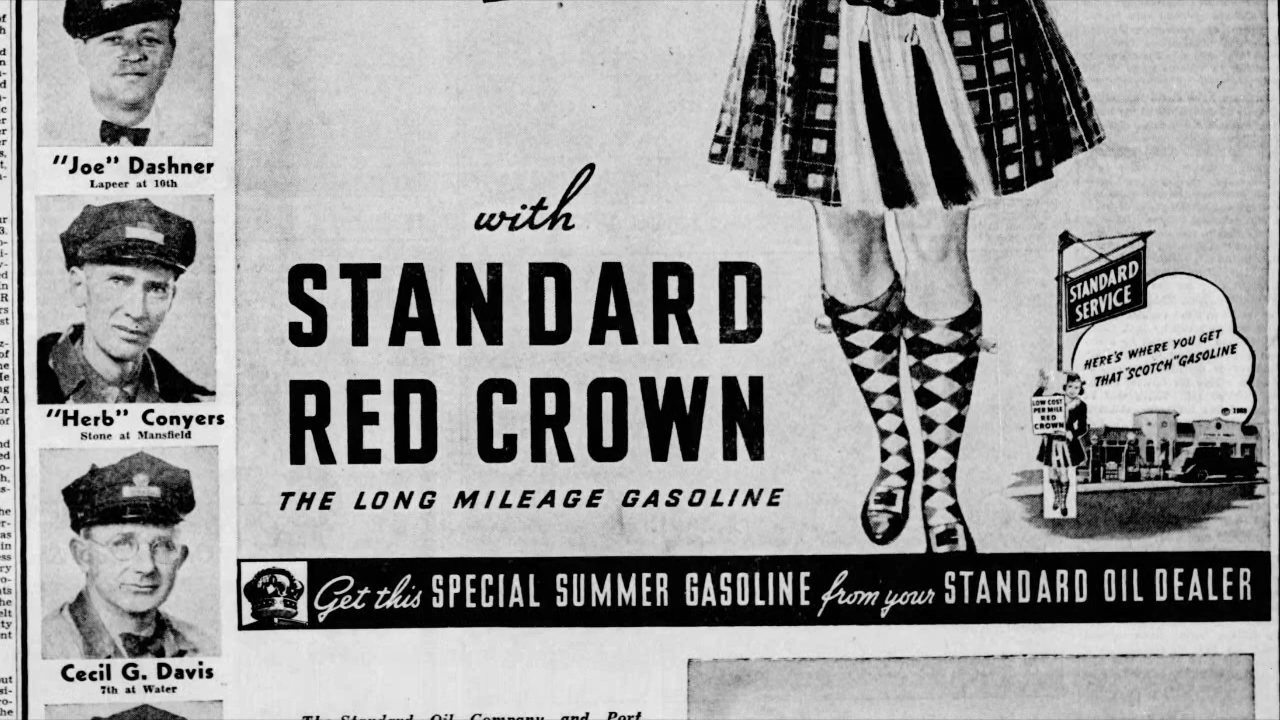 "Joe" Dashner
Lapeer at 10th
"Herb" Conyers
Stone at Mansfield
Cecil G. Davis
7th at Water
with
STANDARD
RED CROWN
THE LONG MILEAGE GASOLINE
STANDARD
SERVICE
HERE'S WHERE YOU GET
THAT "SCOTCH" GASOLINE
LOW COST
PER MILE
RED
CROWN
Get this SPECIAL SUMMER GASOLINE from your STANDARD OIL DEALER
The Standard Oil Company and Port